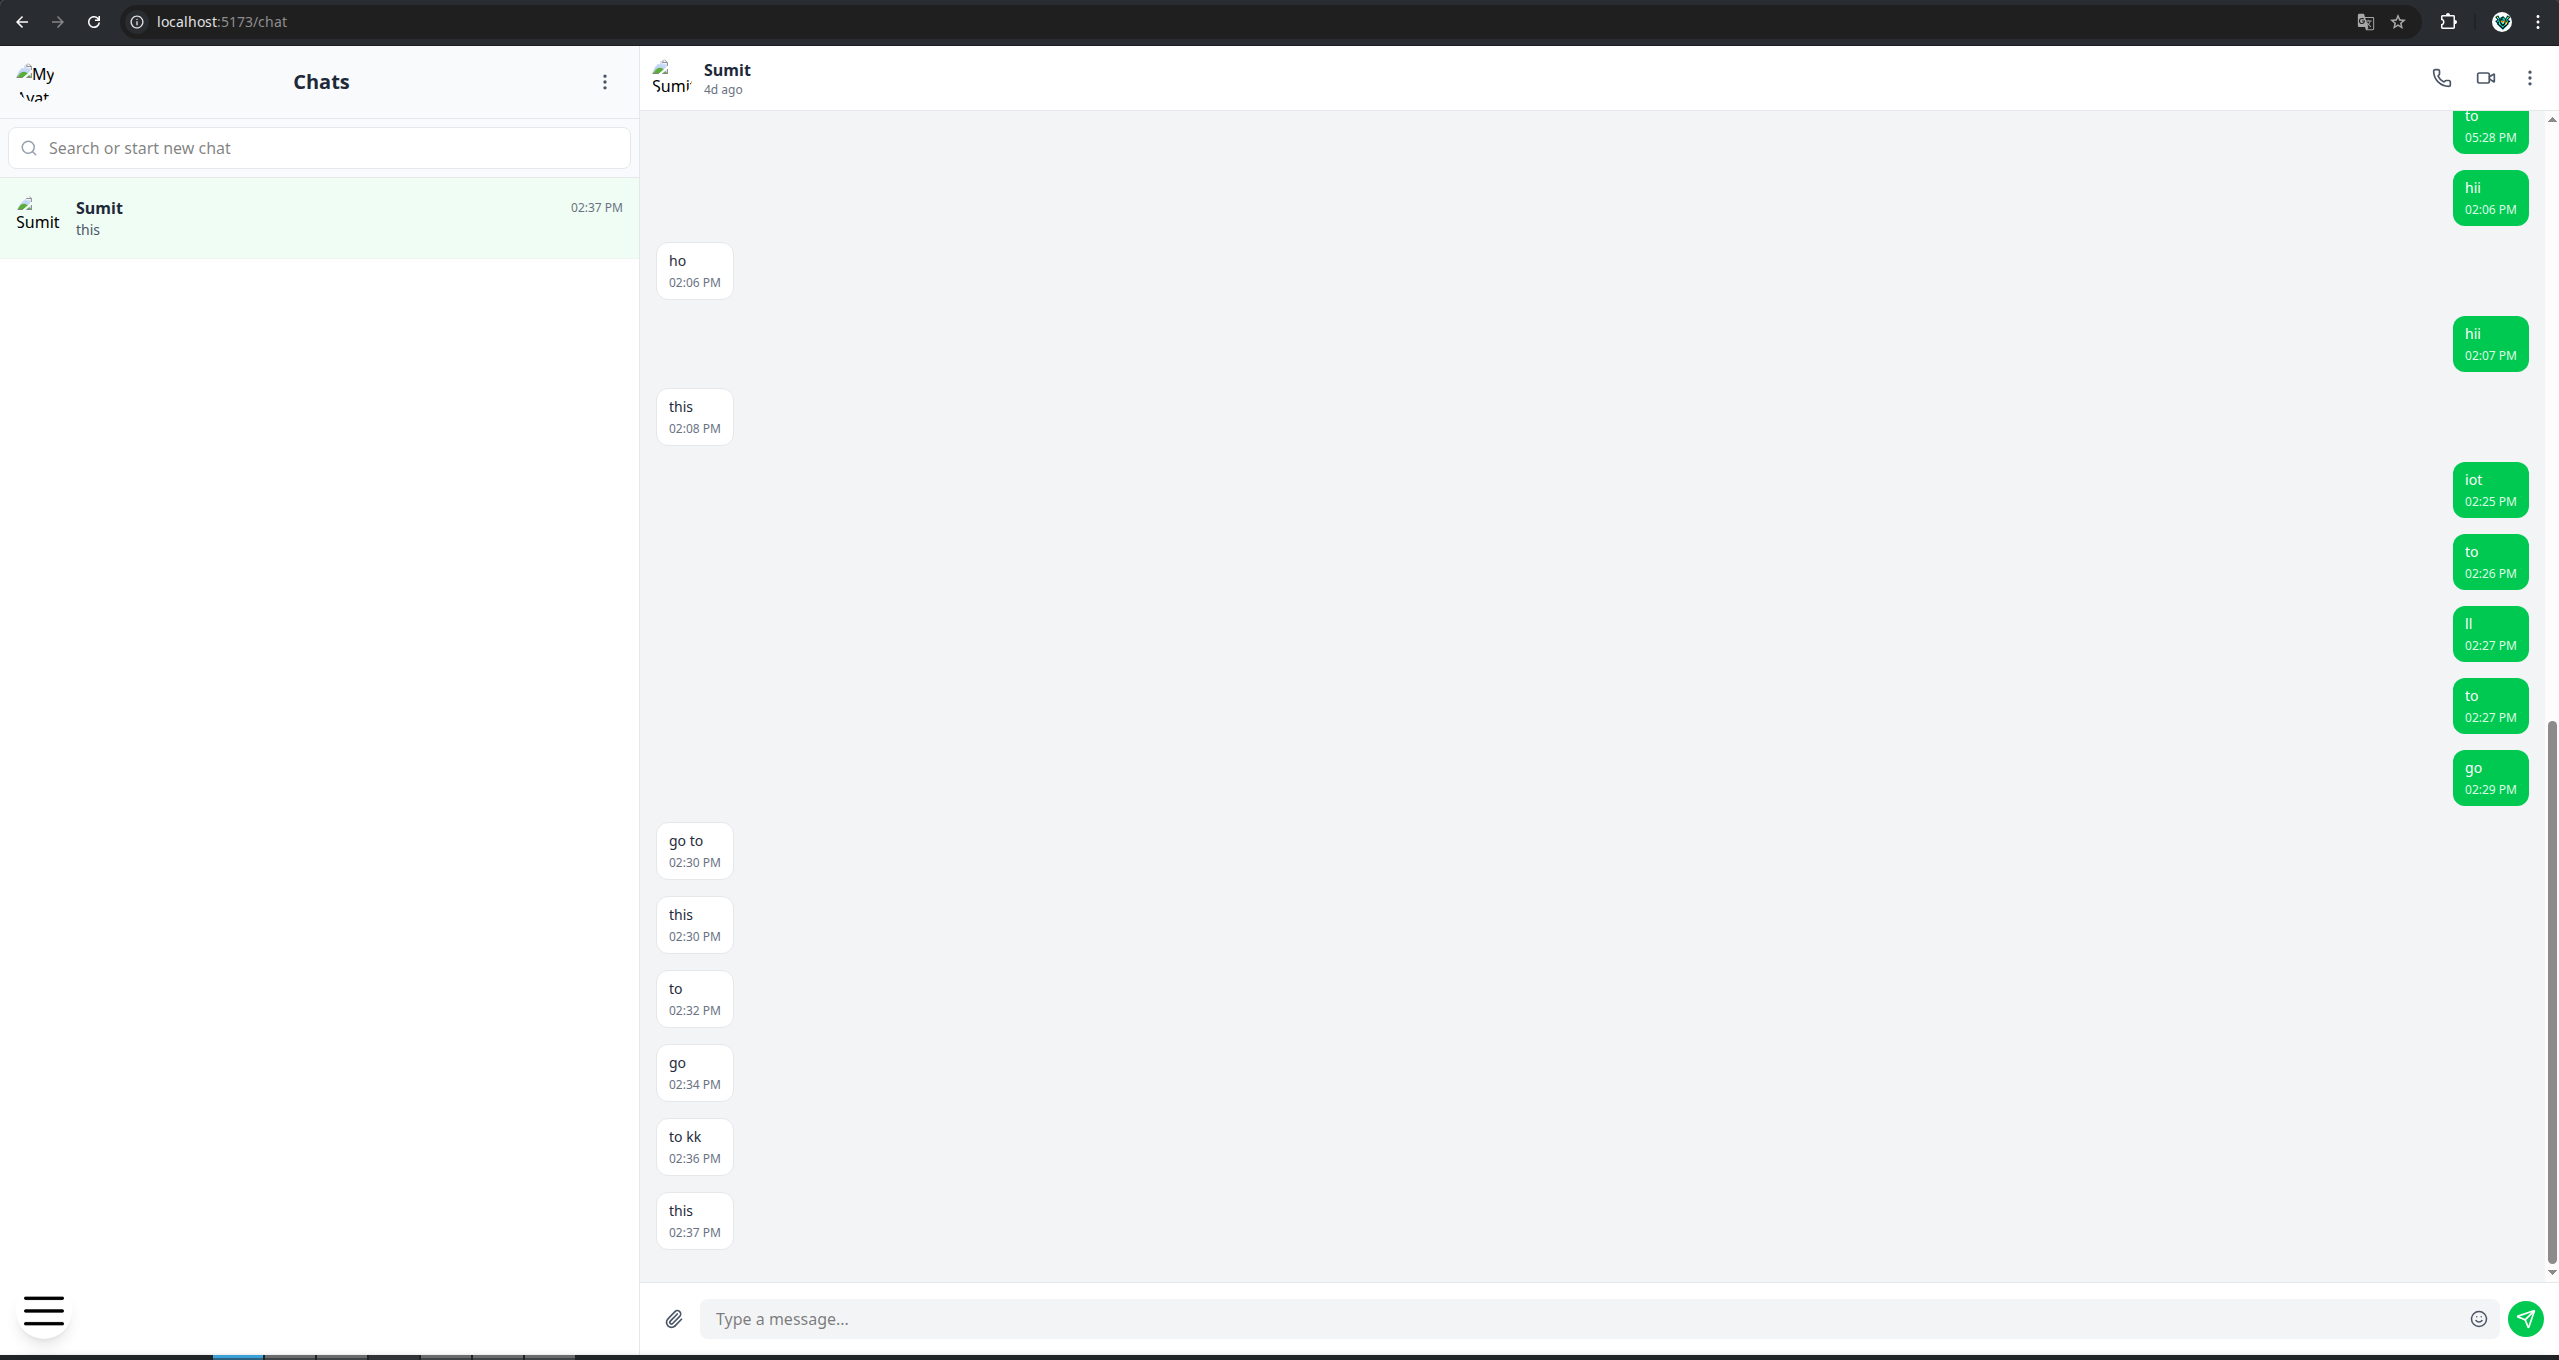 localhost:5173/chat
My
Avat
Chats
Search or start new chat
Sumit
Sumit
02:37 PM
this
Sumit
Sumit
4d ago
to
05:28 PM
hii
02:06 PM
ho
02:06 PM
hii
02:07 PM
this
02:08 PM
iot
02:25 PM
to
02:26 PM
ll
02:27 PM
to
02:27 PM
go
02:29 PM
go to
02:30 PM
this
02:30 PM
to
02:32 PM
go
02:34 PM
to kk
02:36 PM
this
02:37 PM
Type a message...